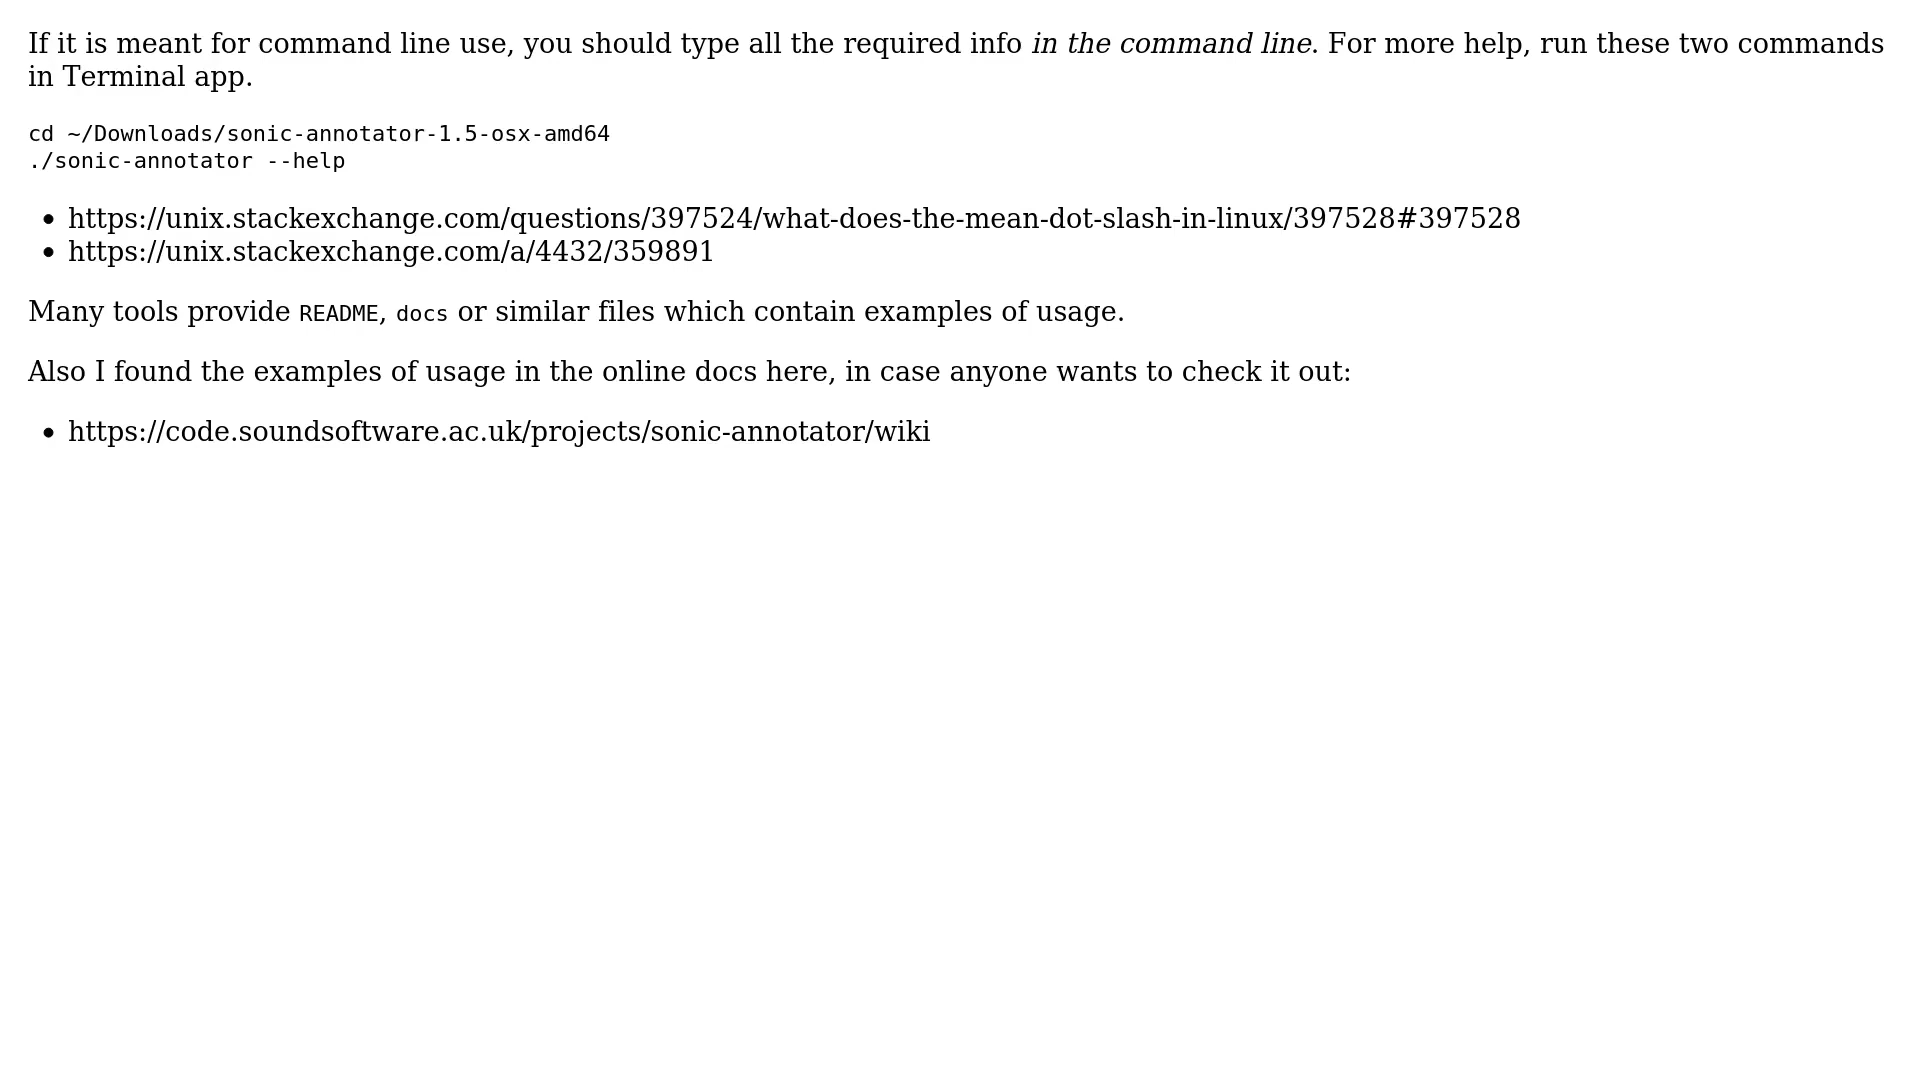 If it is meant for command line use, you should type all the required info in the command line. For more help, run these two commands
in Terminal app.
cd ~/Downloads/sonic-annotator-1.5-osx-amd64
./sonic-annotator --help
• https://unix.stackexchange.com/questions/397524/what-does-the-mean-dot-slash-in-linux/397528#397528
• https://unix.stackexchange.com/a/4432/359891
Many tools provide README, docs or similar files which contain examples of usage.
Also I found the examples of usage in the online docs here, in case anyone wants to check it out:
• https://code.soundsoftware.ac.uk/projects/sonic-annotator/wiki